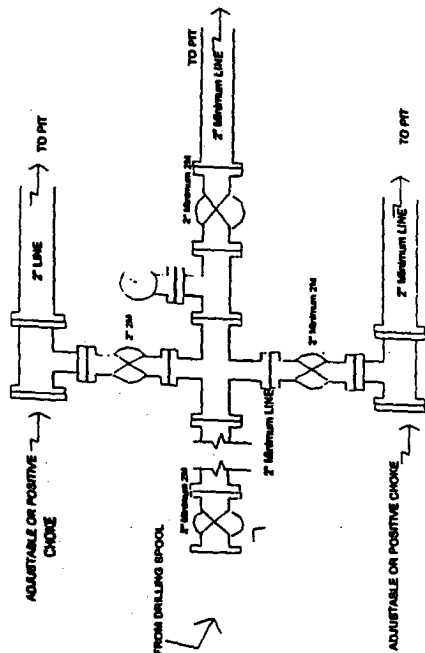 TO PIT
2" LINE
ADJUSTABLE OR POSITIVE
CHOKE
2" 2M
TO PIT
2" Minimum LINE
2" Minimum 2M
2" Minimum 2M
2" Minimum LINE
FROM DRILLING SPOOL
2" Minimum 2M
TO PIT
2" Minimum LINE
ADJUSTABLE OR POSITIVE CHOKE